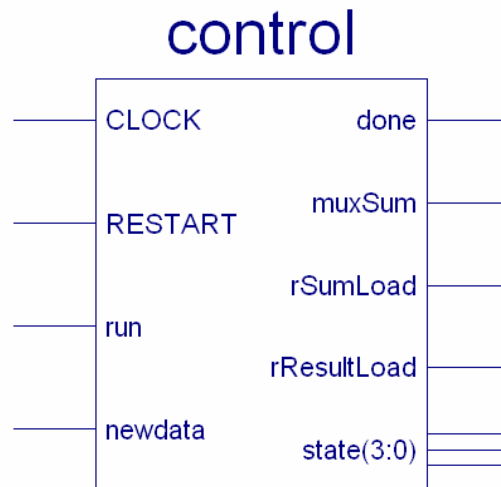 control
CLOCK
done
muxSum
RESTART
rSumLoad
run
rResultLoad
newdata
state(3:0)